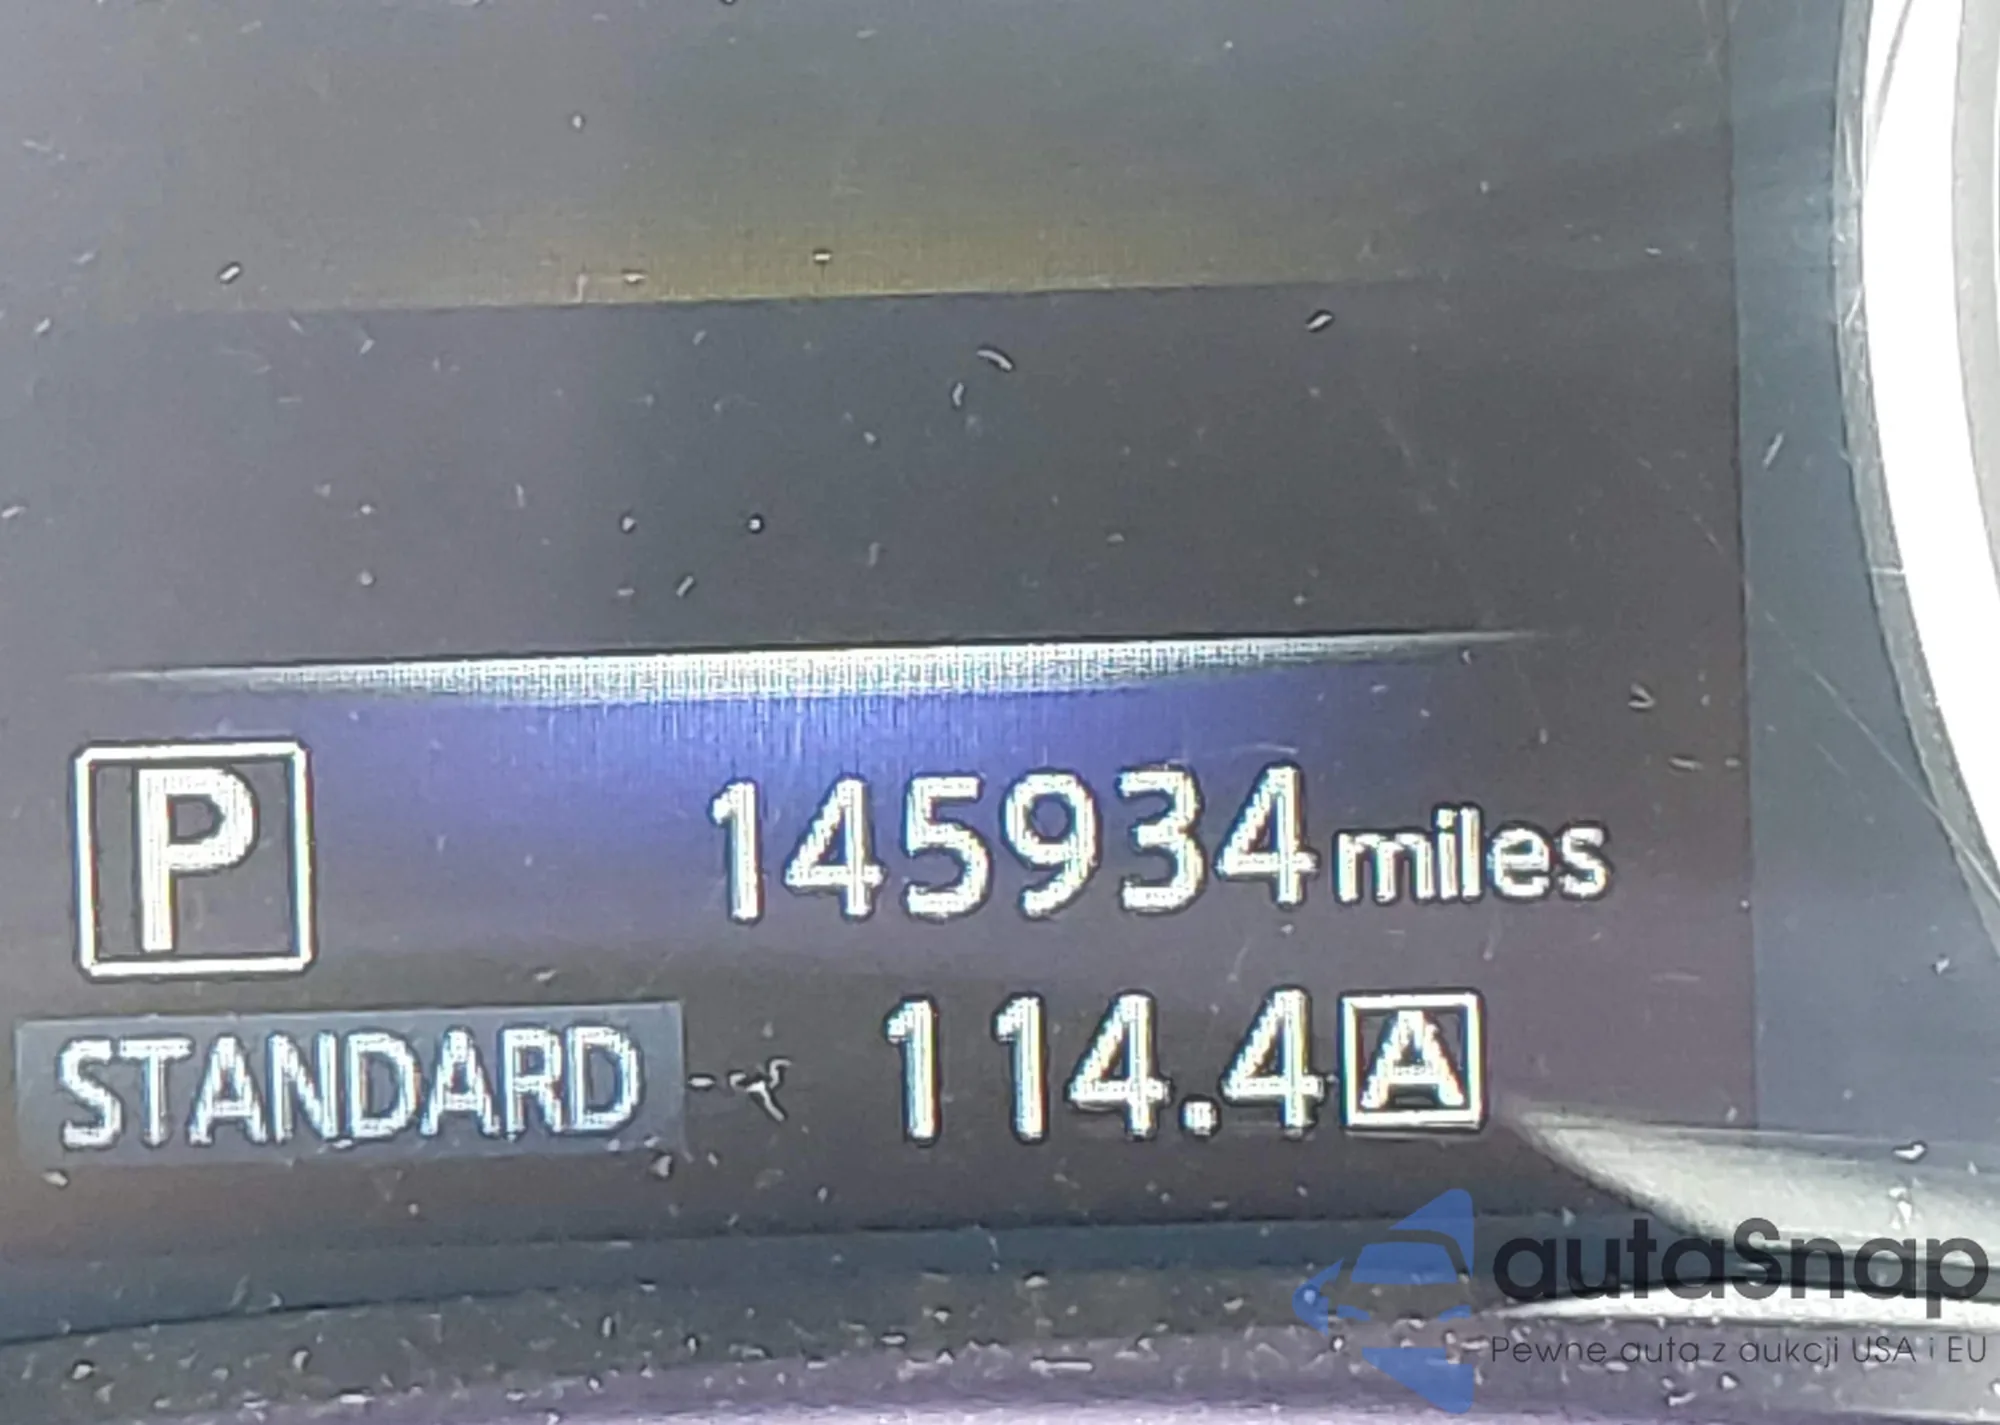 P 145934 miles
STANDARD 114.4 A
autaSnap
Pewne auta z aukcji USA i EU